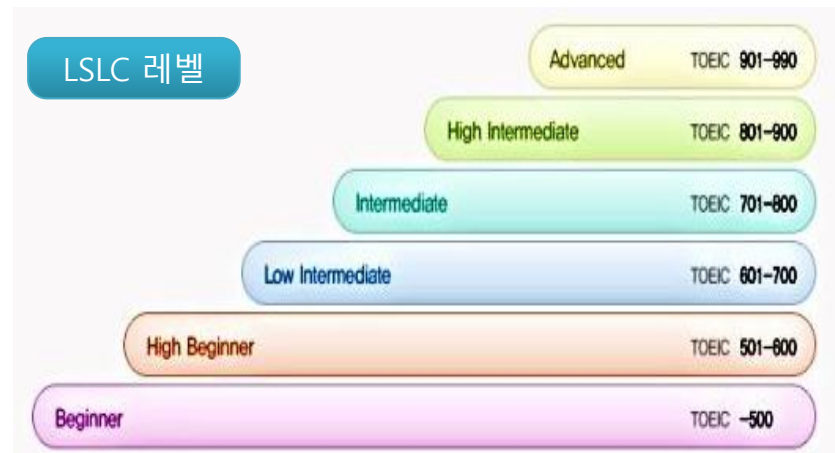 LSLC 레벨
Advanced TOEIC 901-990
High Intermediate TOEIC 801-900
Intermediate TOEIC 701-800
Low Intermediate TOEIC 601-700
High Beginner TOEIC 501-600
Beginner TOEIC -500